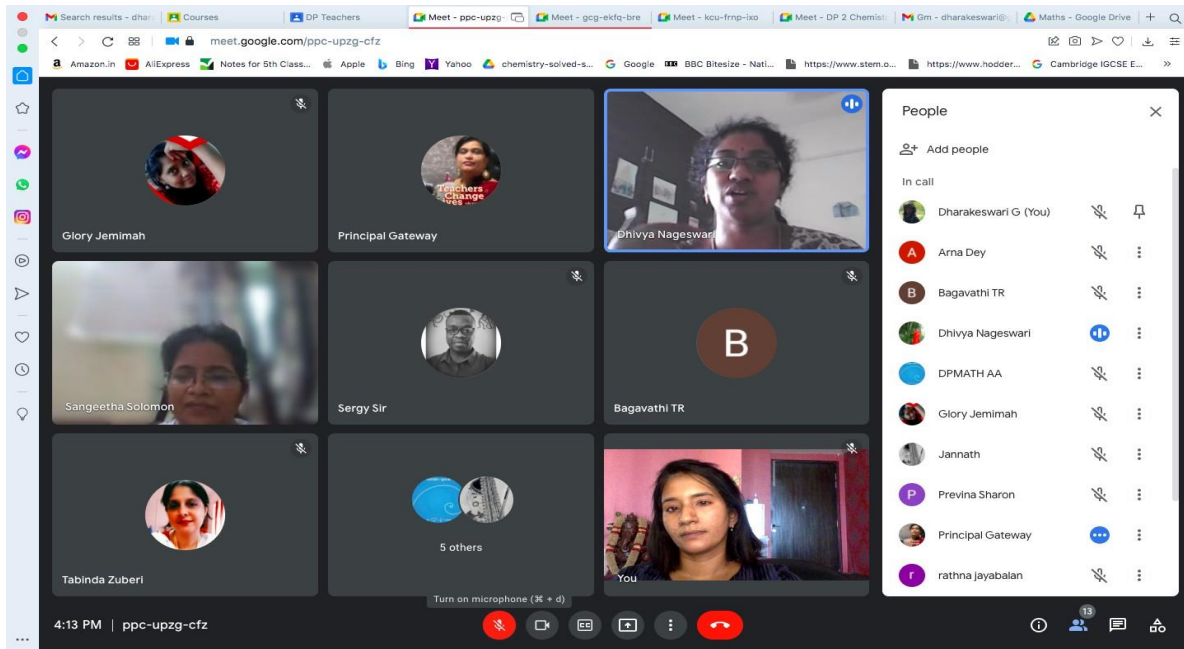 Search results - dhar
Courses
DP Teachers
Meet - ppc-upzg-
Meet - gcg-ekfq-bre
Meet - kcu-frnp-ixo
Meet - DP 2 Chemist
Gm - dharakeswari@
Maths - Google Drive
meet.google.com/ppc-upzg-cfz
Amazon.in
AliExpress
Notes for 5th Class...
Apple
Bing
Yahoo
chemistry-solved-s...
Google
BBC Bitesize - Nati...
https://www.stem.o...
https://www.hodder...
Cambridge IGCSE E...
Glory Jemimah
Teachers
Change
Principal Gateway
Dhivya Nageswari
Sangeetha Solomon
Sergy Sir
B
Bagavathi TR
Tabinda Zuberi
5 others
You
Turn on microphone (⌘ + d)
4:13 PM | ppc-upzg-cfz
CC
13
People
Add people
In call
Dharakeswari G (You)
A Arna Dey
B Bagavathi TR
Dhivya Nageswari
DPMATH AA
Glory Jemimah
Jannath
P Previna Sharon
Principal Gateway
r rathna jayabalan